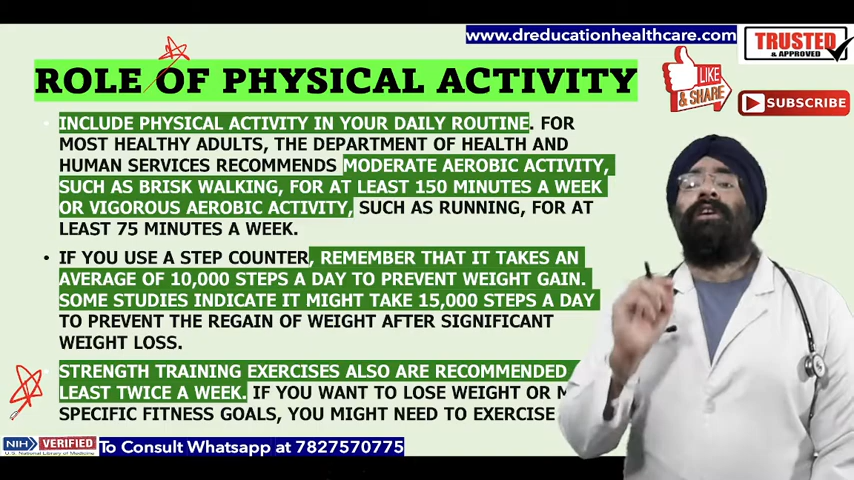 www.dreducationhealthcare.com
TRUSTED
& APPROVED
ROLE OF PHYSICAL ACTIVITY
LIKE
& SHARE
SUBSCRIBE
INCLUDE PHYSICAL ACTIVITY IN YOUR DAILY ROUTINE. FOR
MOST HEALTHY ADULTS, THE DEPARTMENT OF HEALTH AND
HUMAN SERVICES RECOMMENDS MODERATE AEROBIC ACTIVITY,
SUCH AS BRISK WALKING, FOR AT LEAST 150 MINUTES A WEEK
OR VIGOROUS AEROBIC ACTIVITY, SUCH AS RUNNING, FOR AT
LEAST 75 MINUTES A WEEK.
• IF YOU USE A STEP COUNTER, REMEMBER THAT IT TAKES AN
AVERAGE OF 10,000 STEPS A DAY TO PREVENT WEIGHT GAIN.
SOME STUDIES INDICATE IT MIGHT TAKE 15,000 STEPS A DAY
TO PREVENT THE REGAIN OF WEIGHT AFTER SIGNIFICANT
WEIGHT LOSS.
STRENGTH TRAINING EXERCISES ALSO ARE RECOMMENDED
LEAST TWICE A WEEK. IF YOU WANT TO LOSE WEIGHT OR
SPECIFIC FITNESS GOALS, YOU MIGHT NEED TO EXERCISE
NIH VERIFIED
U.S. National Library of Medicine
To Consult Whatsapp at 7827570775